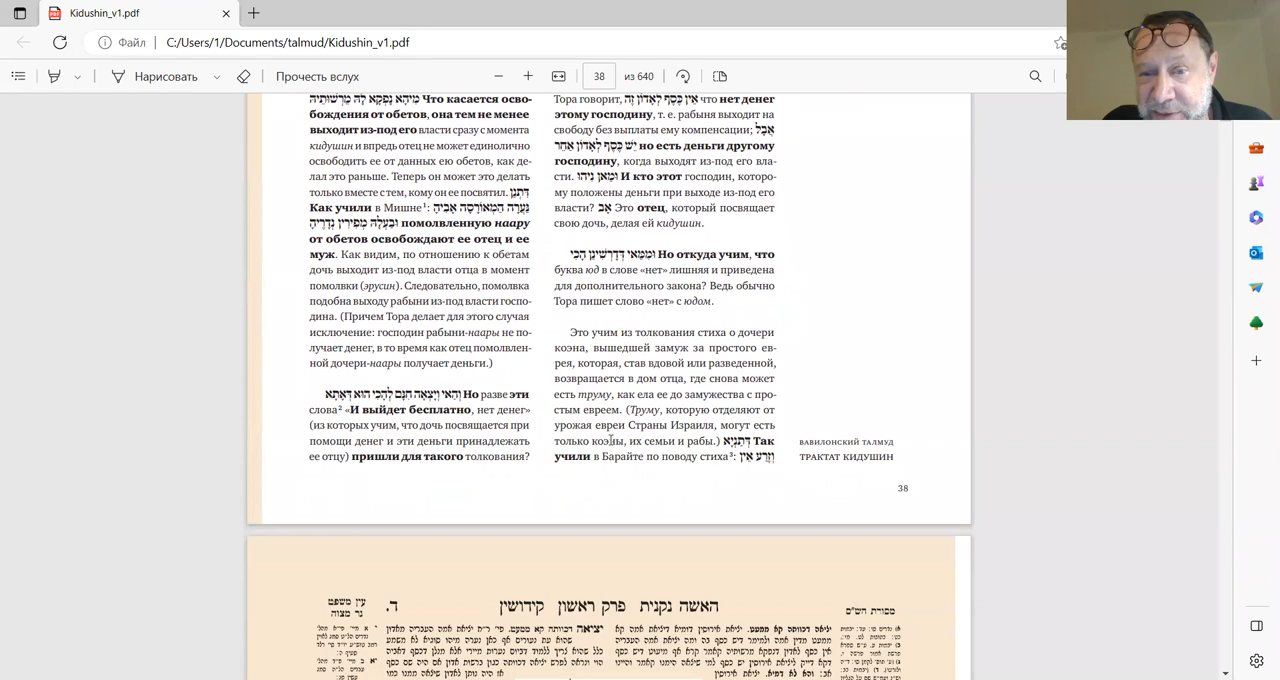 Kidushin_v1.pdf
Файл
C:/Users/1/Documents/talmud/Kidushin_v1.pdf
Нарисовать
Прочесть вслух
38
из 640
מִיהָא נָפְקָא לַהּ מֵרְשׁוּתֵיהּ Что касается осво-
бождения от обетов, она тем не менее
выходит из-под его власти сразу с момента
кидушин и впредь отец не может единолично
освободить ее от данных ею обетов, как де-
лал это раньше. Теперь он может это делать
только вместе с тем, кому он ее посвятил. דִּתְנַן
Как учили в Мишне¹: נַעֲרָה הַמְאוֹרָסָה אָבִיהָ
וּבַעְלָהּ מְפִירִין נְדָרֶיהָ помолвленную наару
от обетов освобождают ее отец и ее
муж. Как видим, по отношению к обетам
дочь выходит из-под власти отца в момент
помолвки (эрусин). Следовательно, помолвка
подобна выходу рабыни из-под власти госпо-
дина. (Причем Тора делает для этого случая
исключение: господин рабыни-наары не по-
лучает денег, в то время как отец помолвлен-
ной дочери-наары получает деньги.)
וְהַאי וְיָצְאָה חִנָּם לְהָכִי הוּא דְּאָתָא Но разве эти
слова² «И выйдет бесплатно, нет денег»
(из которых учим, что дочь посвящается при
помощи денег и эти деньги принадлежат
ее отцу) пришли для такого толкования?
Тора говорит, אֵין כֶּסֶף לְאָדוֹן זֶה, что нет денег
этому господину, т. е. рабыня выходит на
свободу без выплаты ему компенсации; אֲבָל
יֵשׁ כֶּסֶף לְאָדוֹן אַחֵר но есть деньги другому
господину, когда выходят из-под его вла-
сти. וּמַאן נִיהוּ И кто этот господин, которо-
му положены деньги при выходе из-под его
власти? אָב Это отец, который посвящает
свою дочь, делая ей кидушин.
וּמִמַּאי דְּדָרְשִׁינַן הָכִי Но откуда учим, что
буква юд в слове «нет» лишняя и приведена
для дополнительного закона? Ведь обычно
Тора пишет слово «нет» с юдом.
Это учим из толкования стиха о дочери
коэна, вышедшей замуж за простого ев-
рея, которая, став вдовой или разведенной,
возвращается в дом отца, где снова может
есть труму, как ела ее до замужества с про-
стым евреем. (Труму, которую отделяют от
урожая евреи Страны Израиля, могут есть
только коэны, их семьи и рабы.) דְּתַנְיָא Так
учили в Барайте по поводу стиха³: וְזֶרַע אֵין
ВАВИЛОНСКИЙ ТАЛМУД
ТРАКТАТ КИДУШИН
38
עין משפט
נר מצוה
האשה נקנית פרק ראשון קידושין ד.
מסורת הש״ס